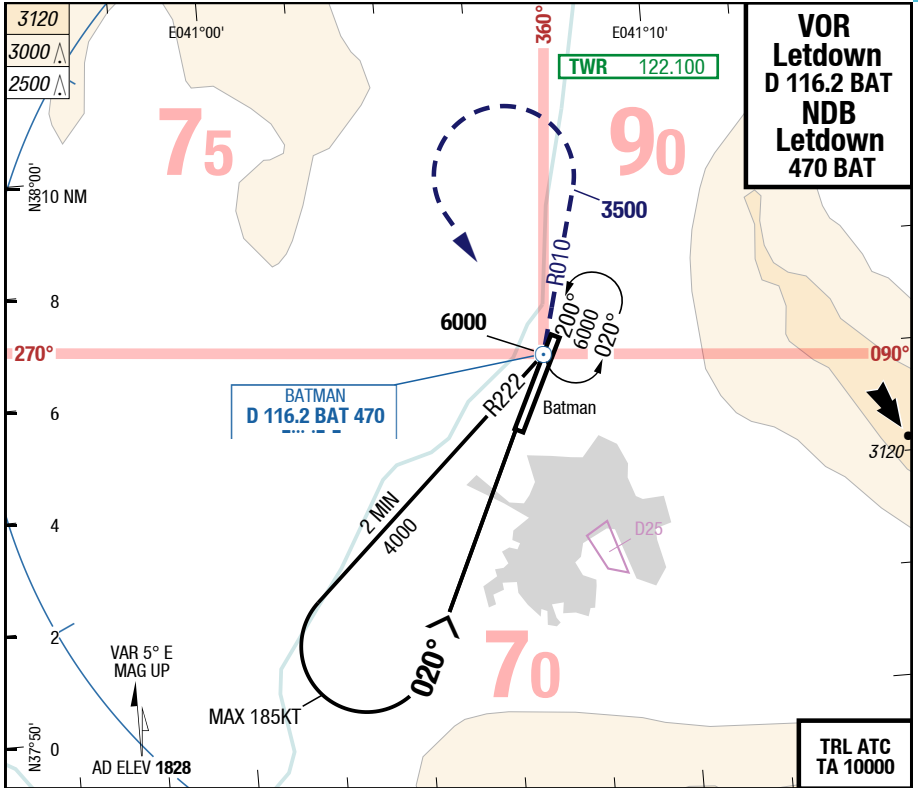 3120
3000
2500
E041°00'
360°
E041°10'
TWR 122.100
VOR
Letdown
D 116.2 BAT
NDB
Letdown
470 BAT
75
90
N38°00'
10 NM
3500
R010
8
6000
200°
6000
020°
270°
090°
BATMAN
D 116.2 BAT 470
R222
Batman
6
3120
2 MIN
4000
4
D25
2
VAR 5° E
MAG UP
020°
70
MAX 185KT
N37°50'
0
AD ELEV 1828
TRL ATC
TA 10000